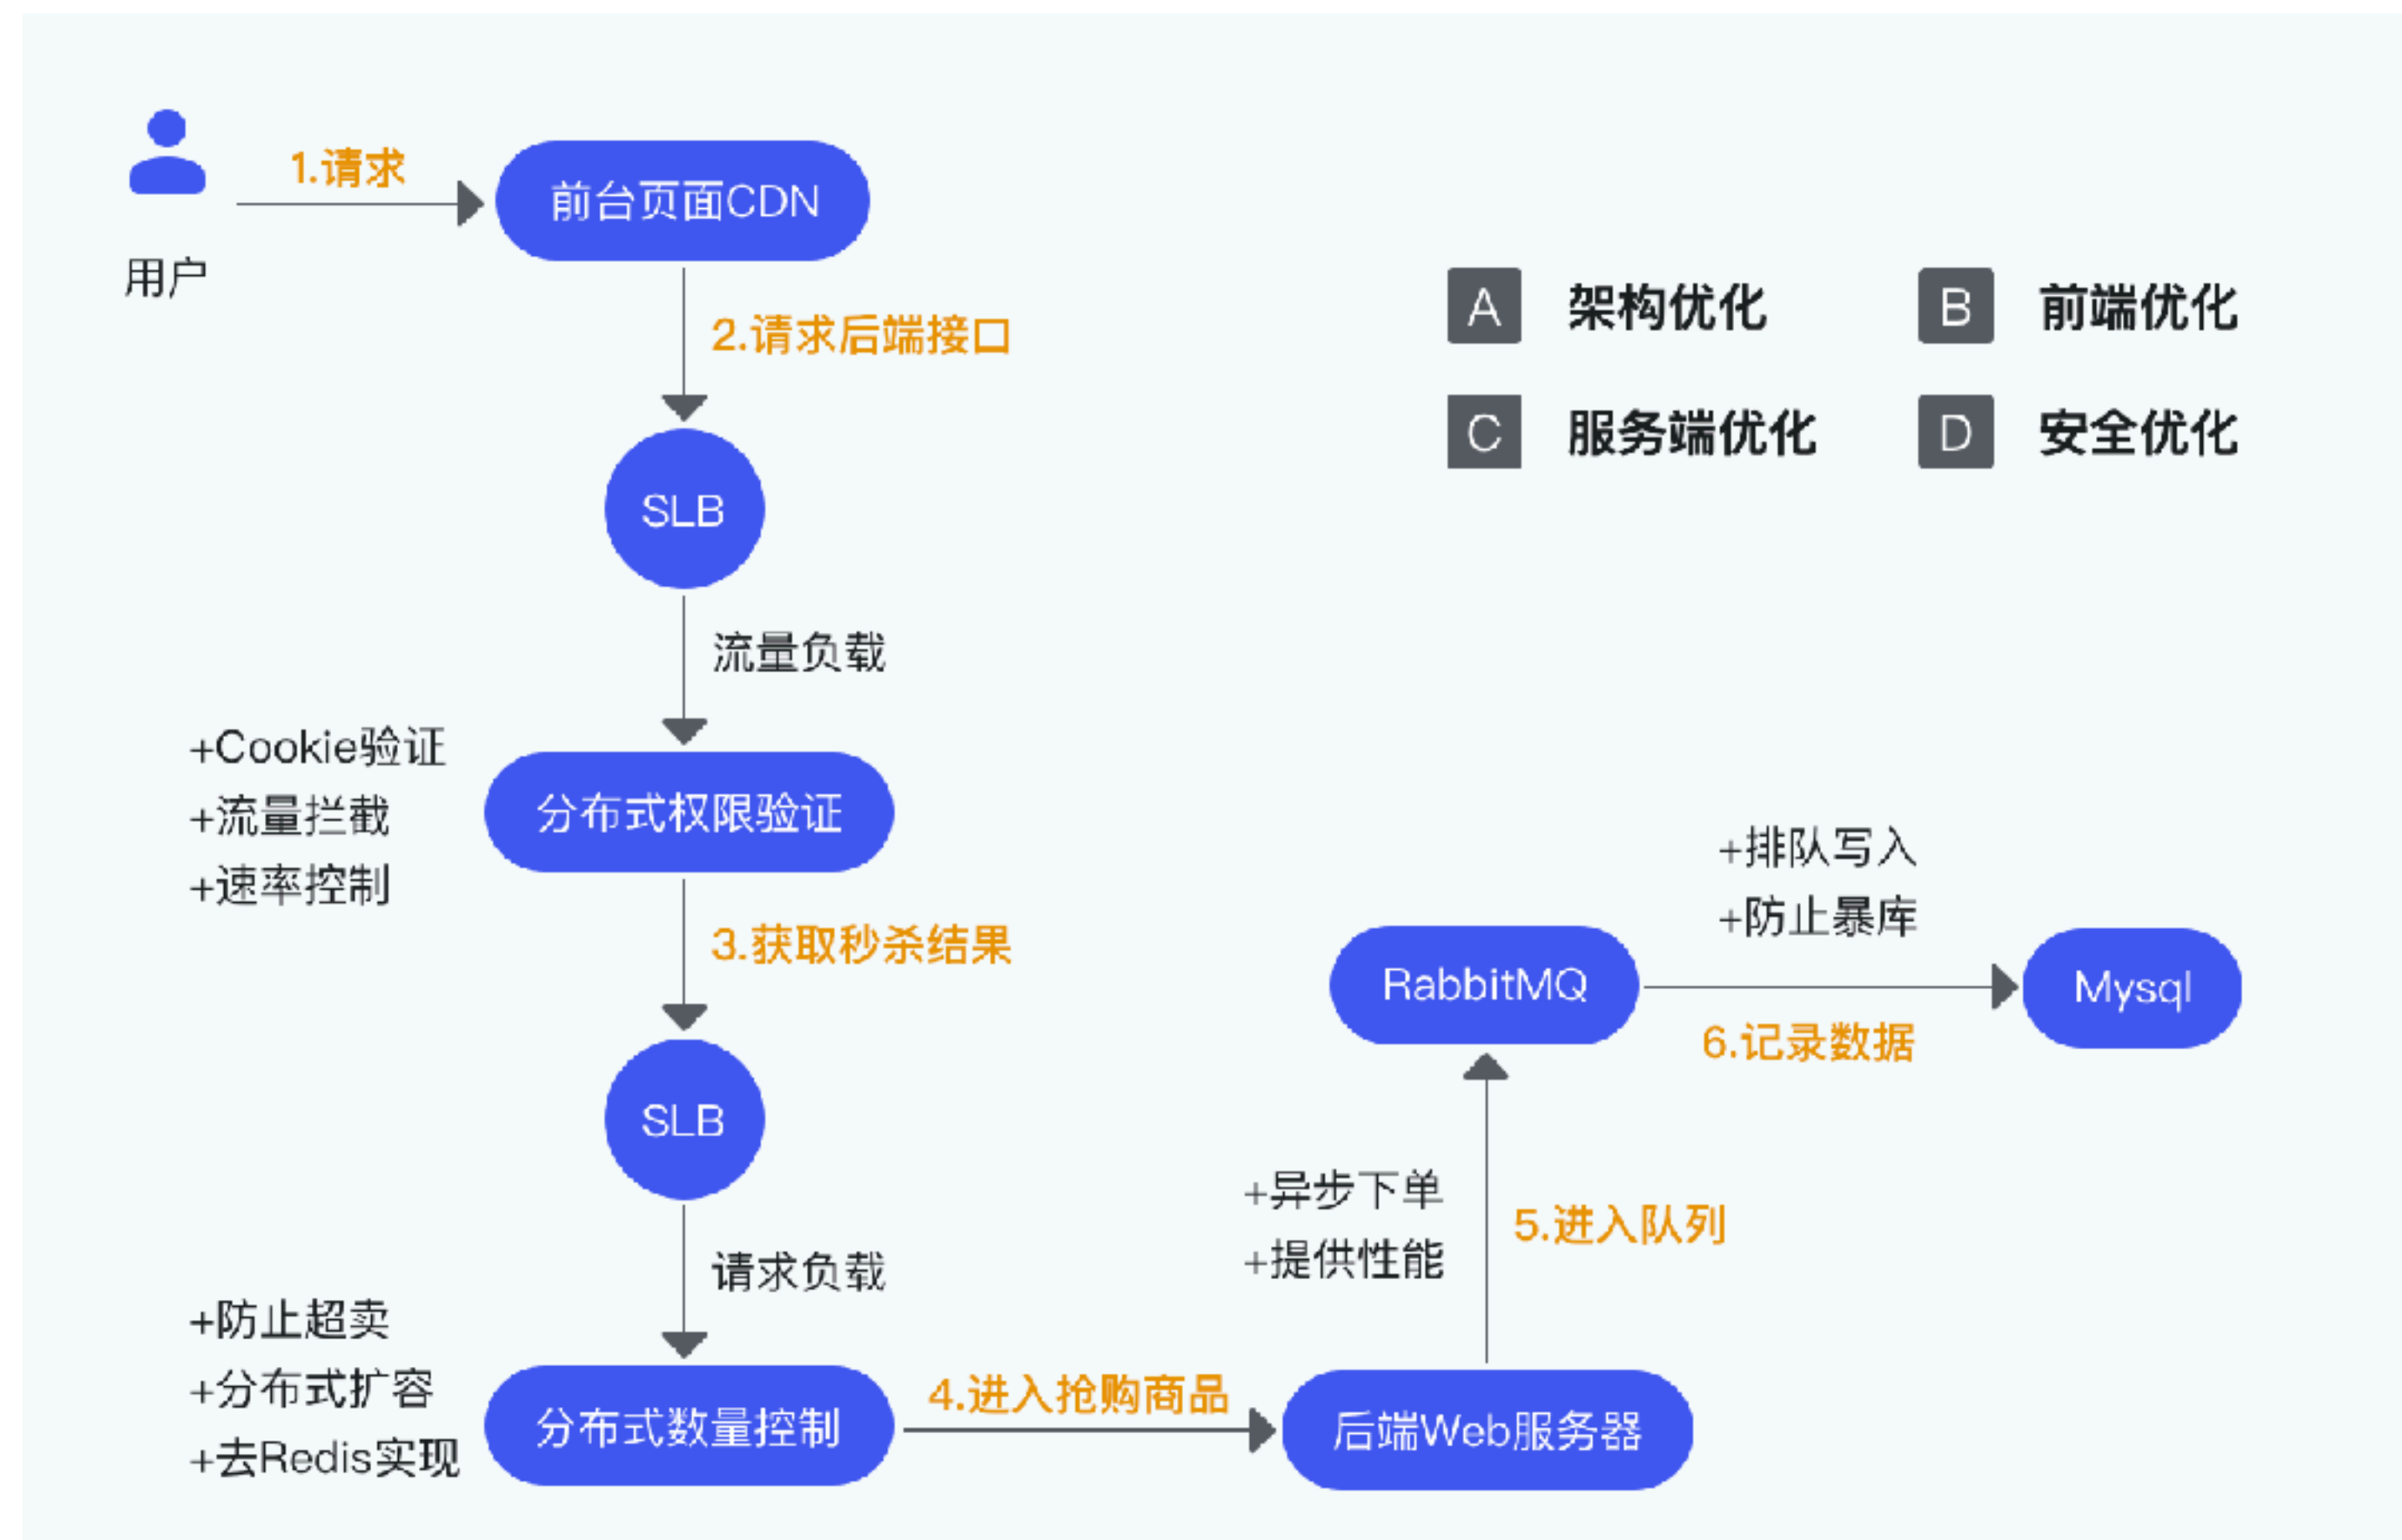 1.请求
前台页面CDN
用户
2.请求后端接口
A 架构优化
B 前端优化
C 服务端优化
D 安全优化
SLB
流量负载
+Cookie验证
+流量拦截
+速率控制
分布式权限验证
3.获取秒杀结果
SLB
请求负载
+防止超卖
+分布式扩容
+去Redis实现
分布式数量控制
4.进入抢购商品
后端Web服务器
+异步下单
+提供性能
5.进入队列
RabbitMQ
+排队写入
+防止暴库
6.记录数据
Mysql